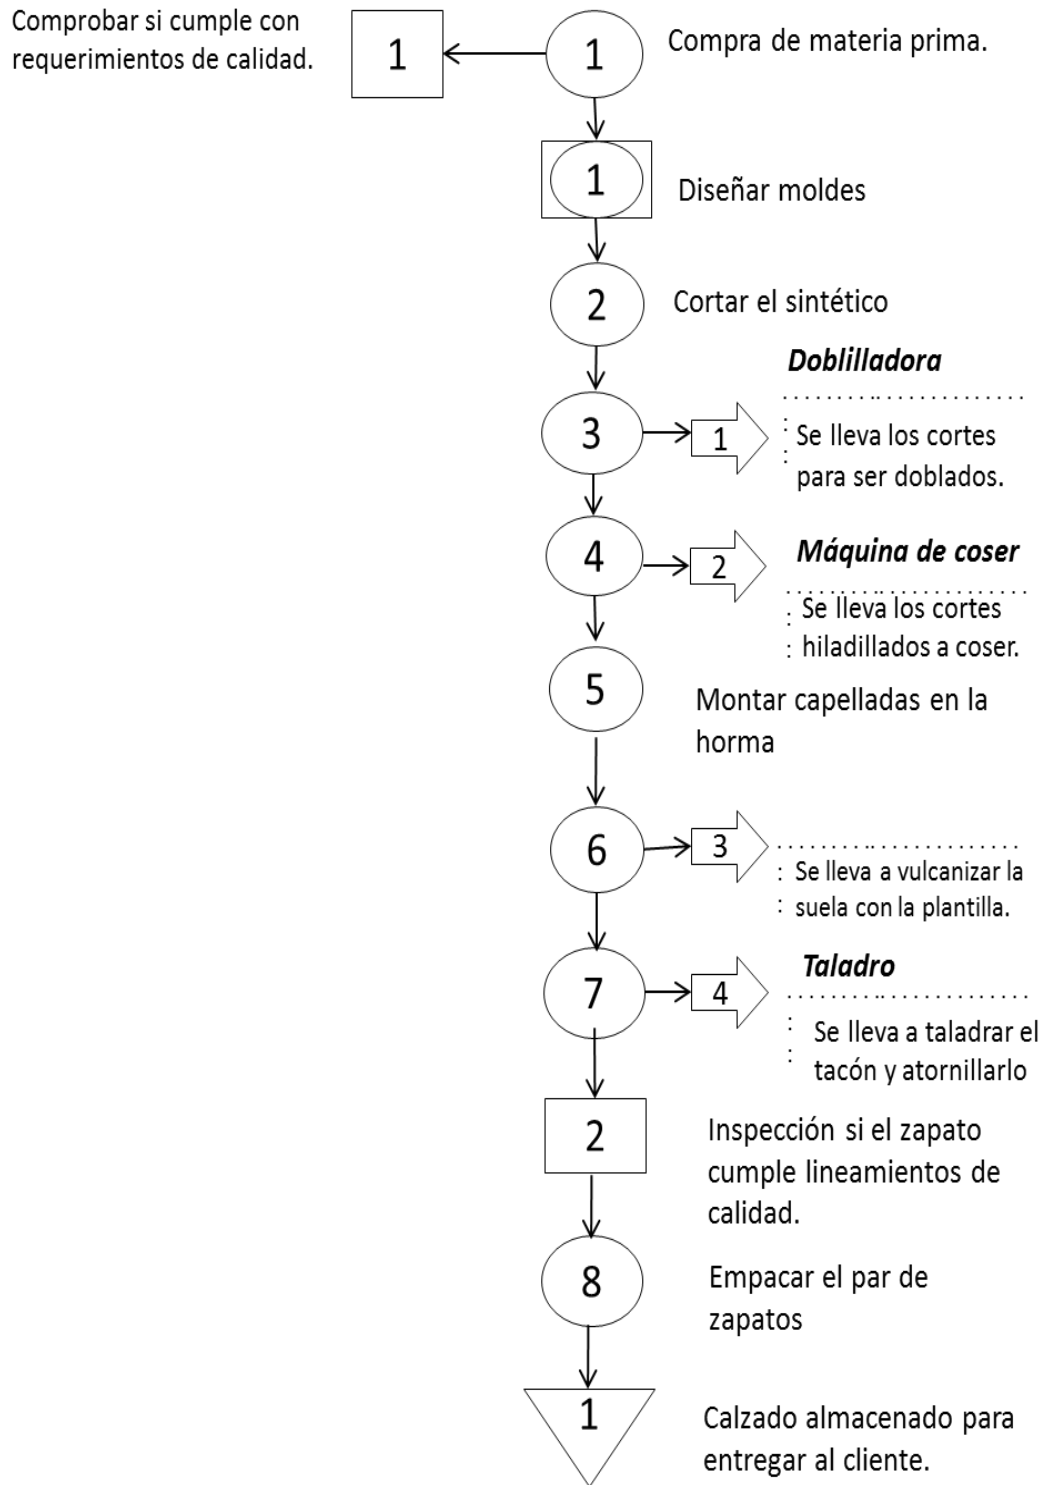 Comprobar si cumple con
requerimientos de calidad.
1
1
Compra de materia prima.
1
Diseñar moldes
2
Cortar el sintético
Doblilladora
3
1
Se lleva los cortes
para ser doblados.
4
2
Máquina de coser
Se lleva los cortes
hiladillados a coser.
5
Montar capelladas en la
horma
6
3
Se lleva a vulcanizar la
suela con la plantilla.
7
4
Taladro
Se lleva a taladrar el
tacón y atornillarlo
2
Inspección si el zapato
cumple lineamientos de
calidad.
8
Empacar el par de
zapatos
1
Calzado almacenado para
entregar al cliente.